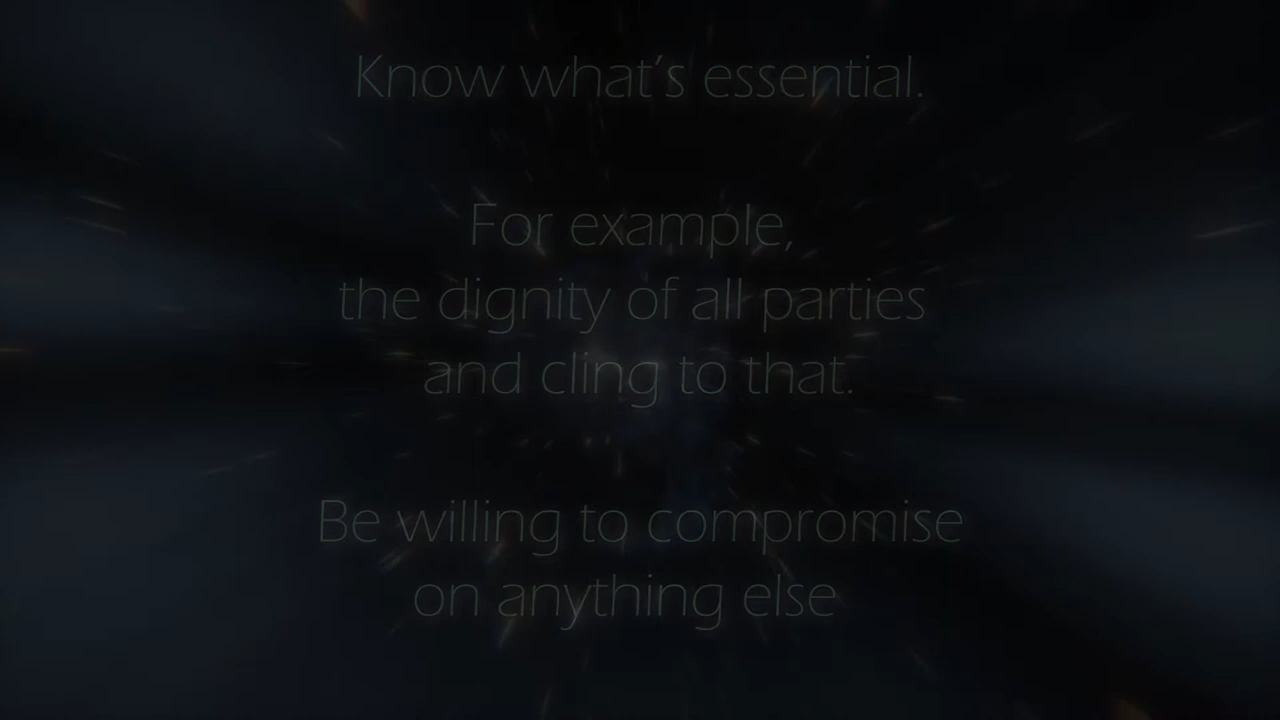 Know what's essential.
For example,
the dignity of all parties
and cling to that.
Be willing to compromise
on anything else